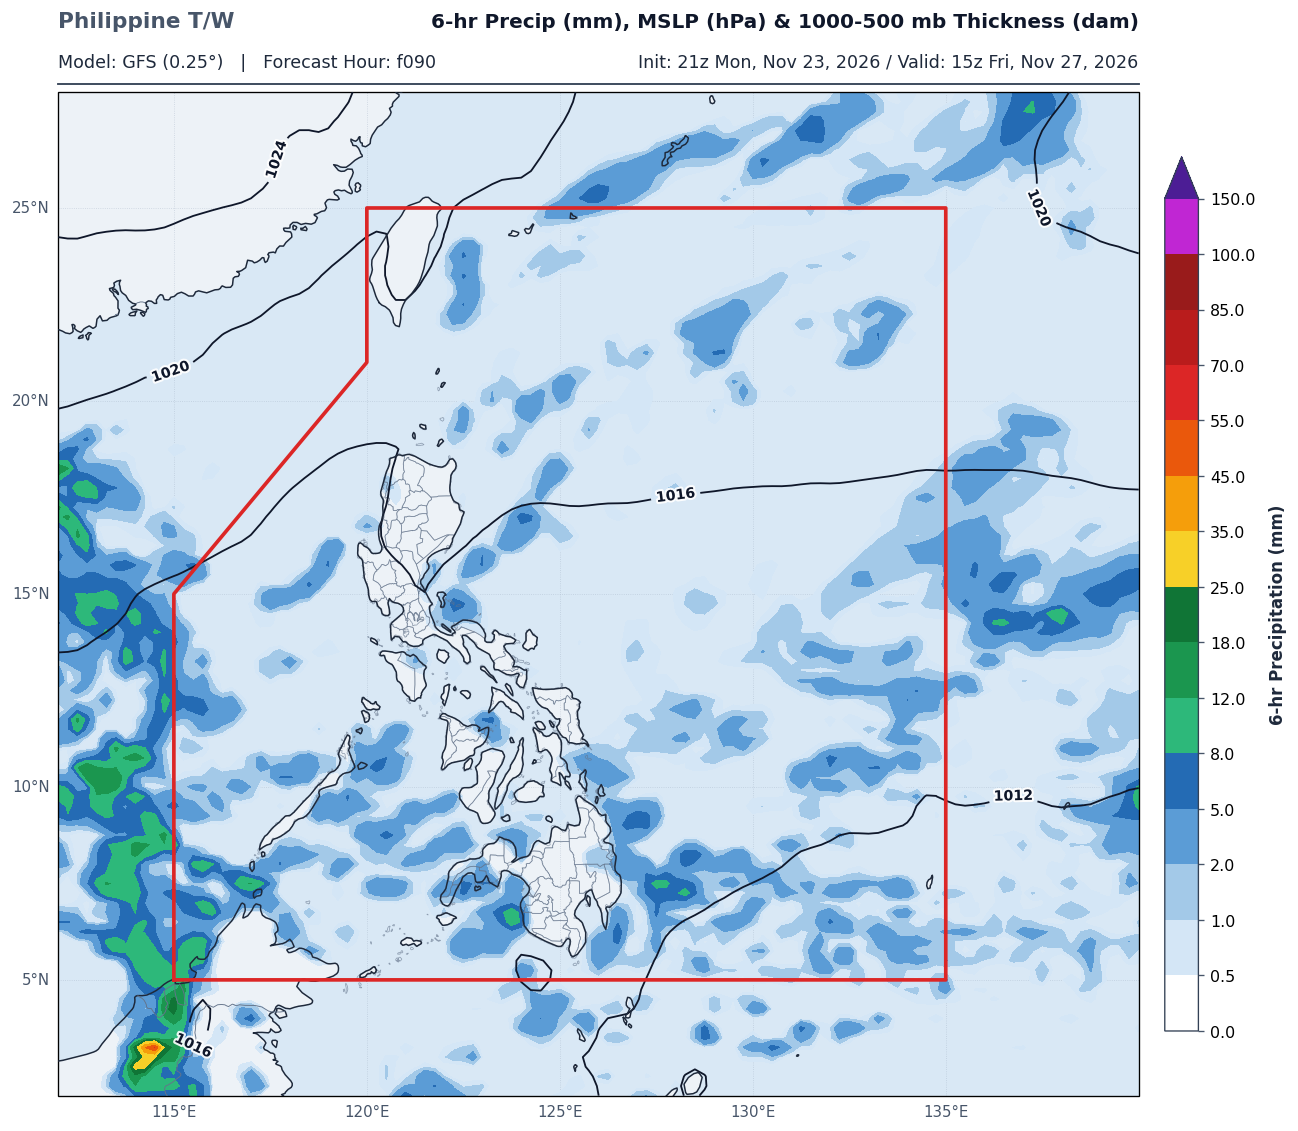 Philippine T/W
6-hr Precip (mm), MSLP (hPa) & 1000-500 mb Thickness (dam)
Model: GFS (0.25°) | Forecast Hour: f090
Init: 21z Mon, Nov 23, 2026 / Valid: 15z Fri, Nov 27, 2026
1024
1020
1020
1016
1012
1016
25°N
20°N
15°N
10°N
5°N
115°E
120°E
125°E
130°E
135°E
150.0
100.0
85.0
70.0
55.0
45.0
35.0
25.0
18.0
12.0
8.0
5.0
2.0
1.0
0.5
0.0
6-hr Precipitation (mm)